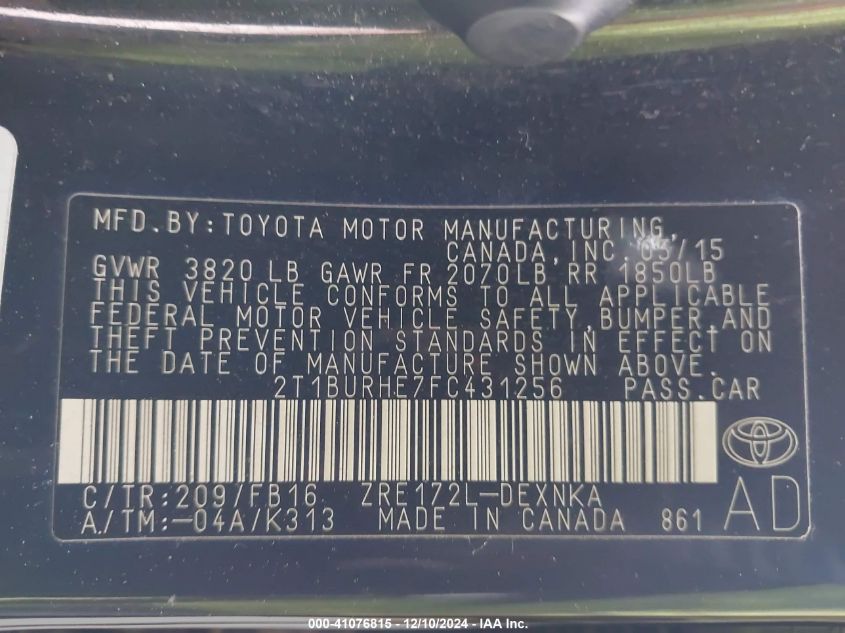 MFD.BY:TOYOTA MOTOR MANUFACTURING,
CANADA,INC. 05/15
GVWR 3820 LB GAWR FR 2070LB RR 1850LB
THIS VEHICLE CONFORMS TO ALL APPLICABLE
FEDERAL MOTOR VEHICLE SAFETY,BUMPER,AND
THEFT PREVENTION STANDARDS IN EFFECT ON
THE DATE OF MANUFACTURE SHOWN ABOVE.
2T1BURHE7FC431256 PASS.CAR
C/TR:209/FB16 ZRE172L-DEXNKA
A./TM:-04A/K313 MADE IN CANADA 861
AD
000-41076815 - 12/10/2024 - IAA Inc.